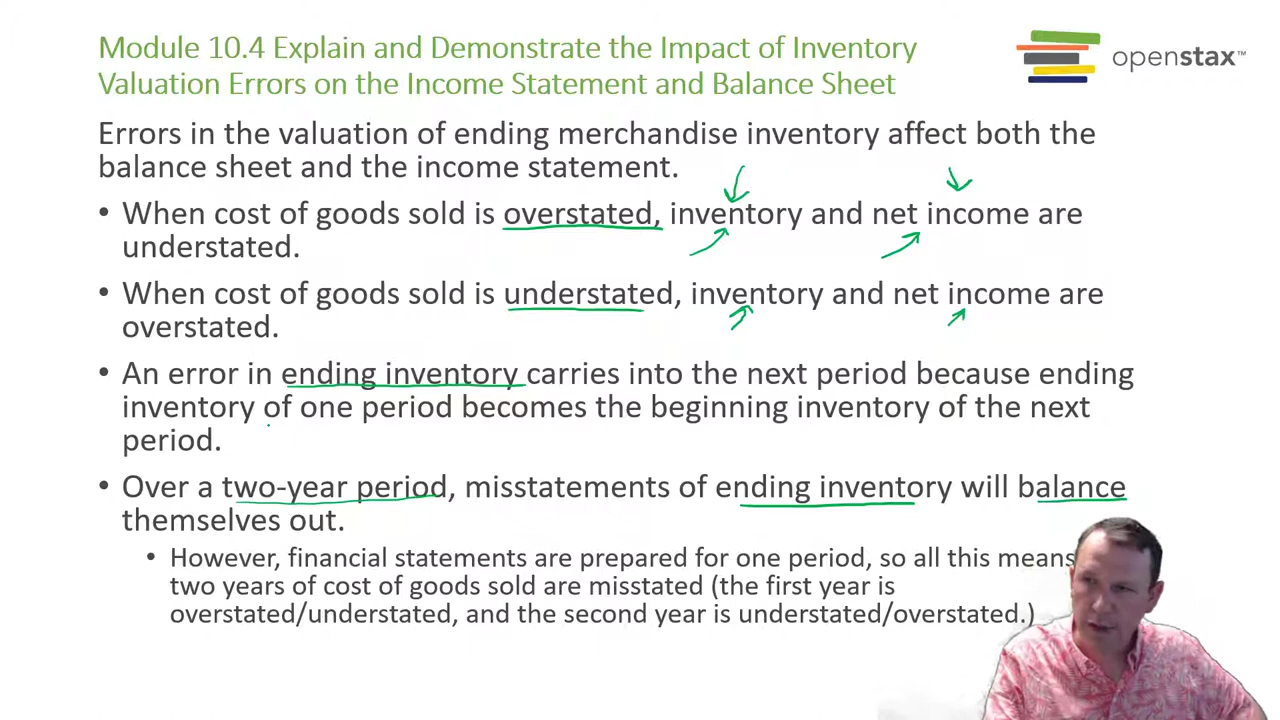 Module 10.4 Explain and Demonstrate the Impact of Inventory
Valuation Errors on the Income Statement and Balance Sheet
openstax™
Errors in the valuation of ending merchandise inventory affect both the
balance sheet and the income statement.
• When cost of goods sold is overstated, inventory and net income are
understated.
• When cost of goods sold is understated, inventory and net income are
overstated.
• An error in ending inventory carries into the next period because ending
inventory of one period becomes the beginning inventory of the next
period.
• Over a two-year period, misstatements of ending inventory will balance
themselves out.
• However, financial statements are prepared for one period, so all this means
two years of cost of goods sold are misstated (the first year is
overstated/understated, and the second year is understated/overstated.)